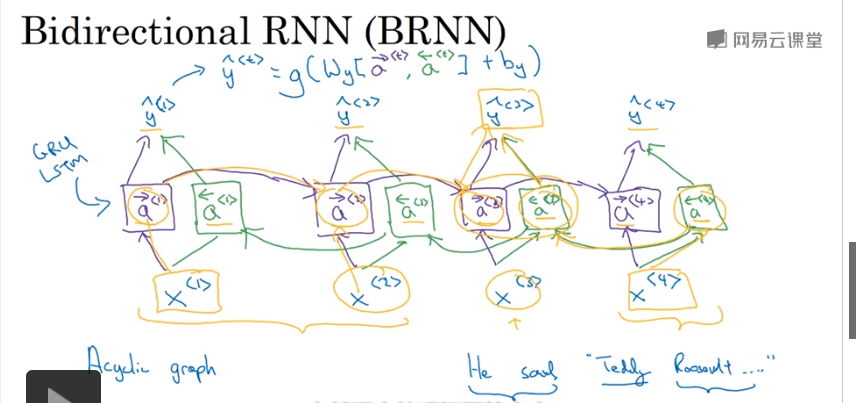 Bidirectional RNN (BRNN)
网易云课堂
ŷ<t> = g(Wy[a→<t>, a←<t>] + by)
ŷ<1> ŷ<2> ŷ<3> ŷ<4>
GRU
LSTM
a→<1> a←<1> a→<2> a←<2> a→<3> a←<3> a→<4> a←<4>
x<1> x<2> x<3> x<4>
Acyclic graph
He said, "Teddy Roosevelt ...."